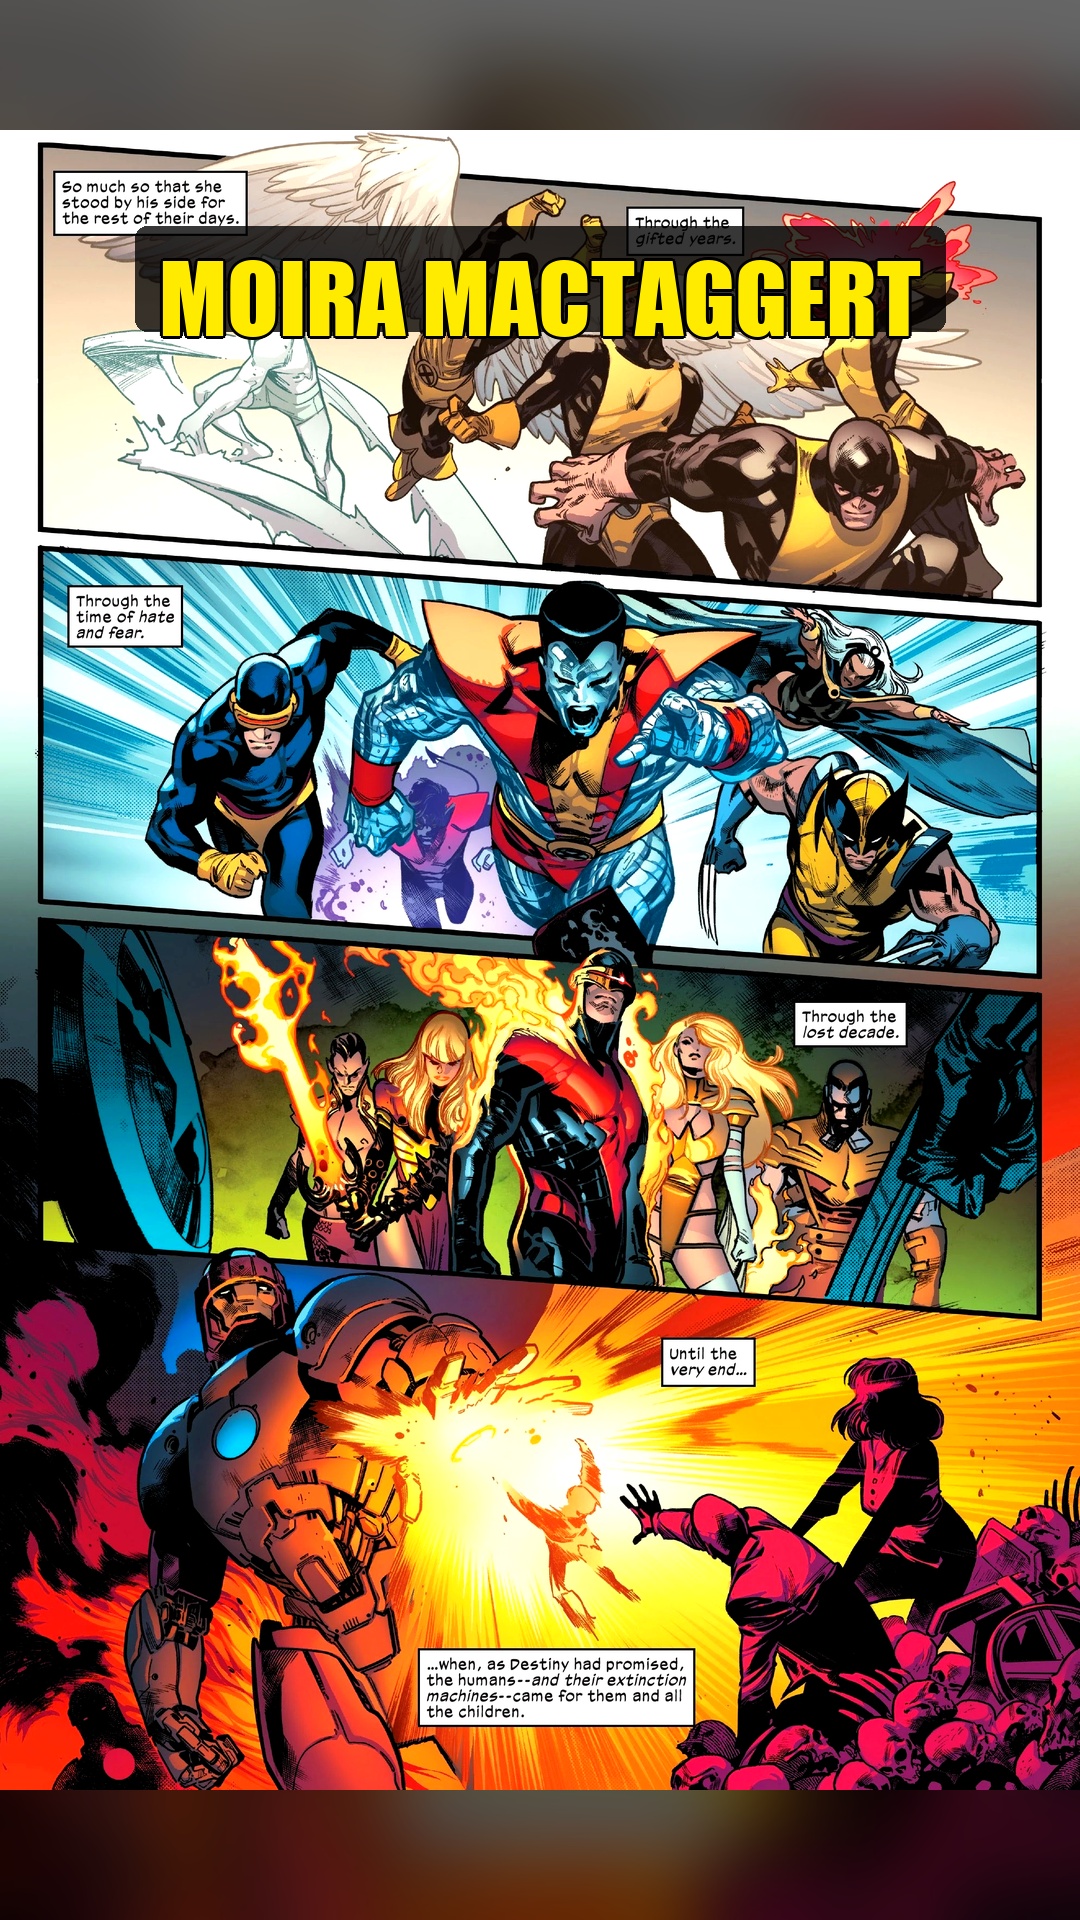 So much so that she
stood by his side for
the rest of their days.
Through the
gifted years.
MOIRA MACTAGGERT
Through the
time of hate
and fear.
Through the
lost decade.
Until the
very end...
...when, as Destiny had promised,
the humans--and their extinction
machines--came for them and all
the children.